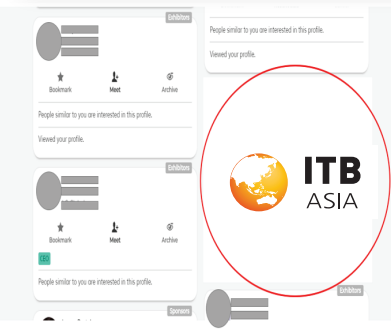 Exhibitors
Bookmark
Meet
Archive
People similar to you are interested in this profile.
Viewed your profile.
Exhibitors
Bookmark
Meet
Archive
People similar to you are interested in this profile.
Sponsors
People similar to you are interested in this profile.
Viewed your profile.
ITB
ASIA
Exhibitors